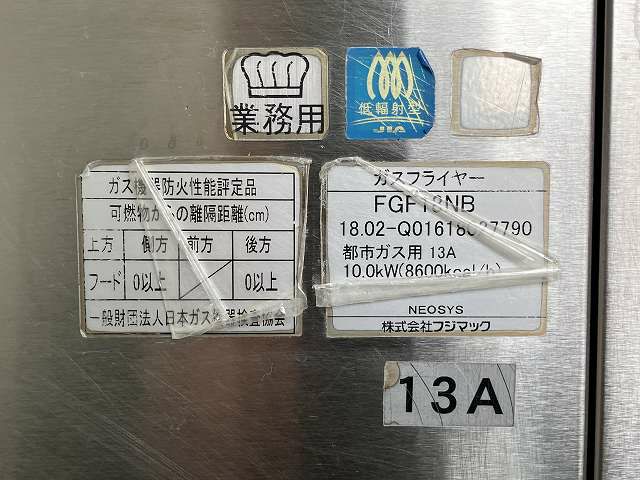 業務用
低輻射型
JIA
ガス機器防火性能評定品
可燃物からの離隔距離(cm)
上方 側方 前方 後方
フード 0以上 0以上
一般財団法人日本ガス機器検査協会
ガスフライヤー
FGF18NB
都市ガス用 13A
10.0kW(8600kcal/h)
NEOSYS
株式会社フジマック
13A